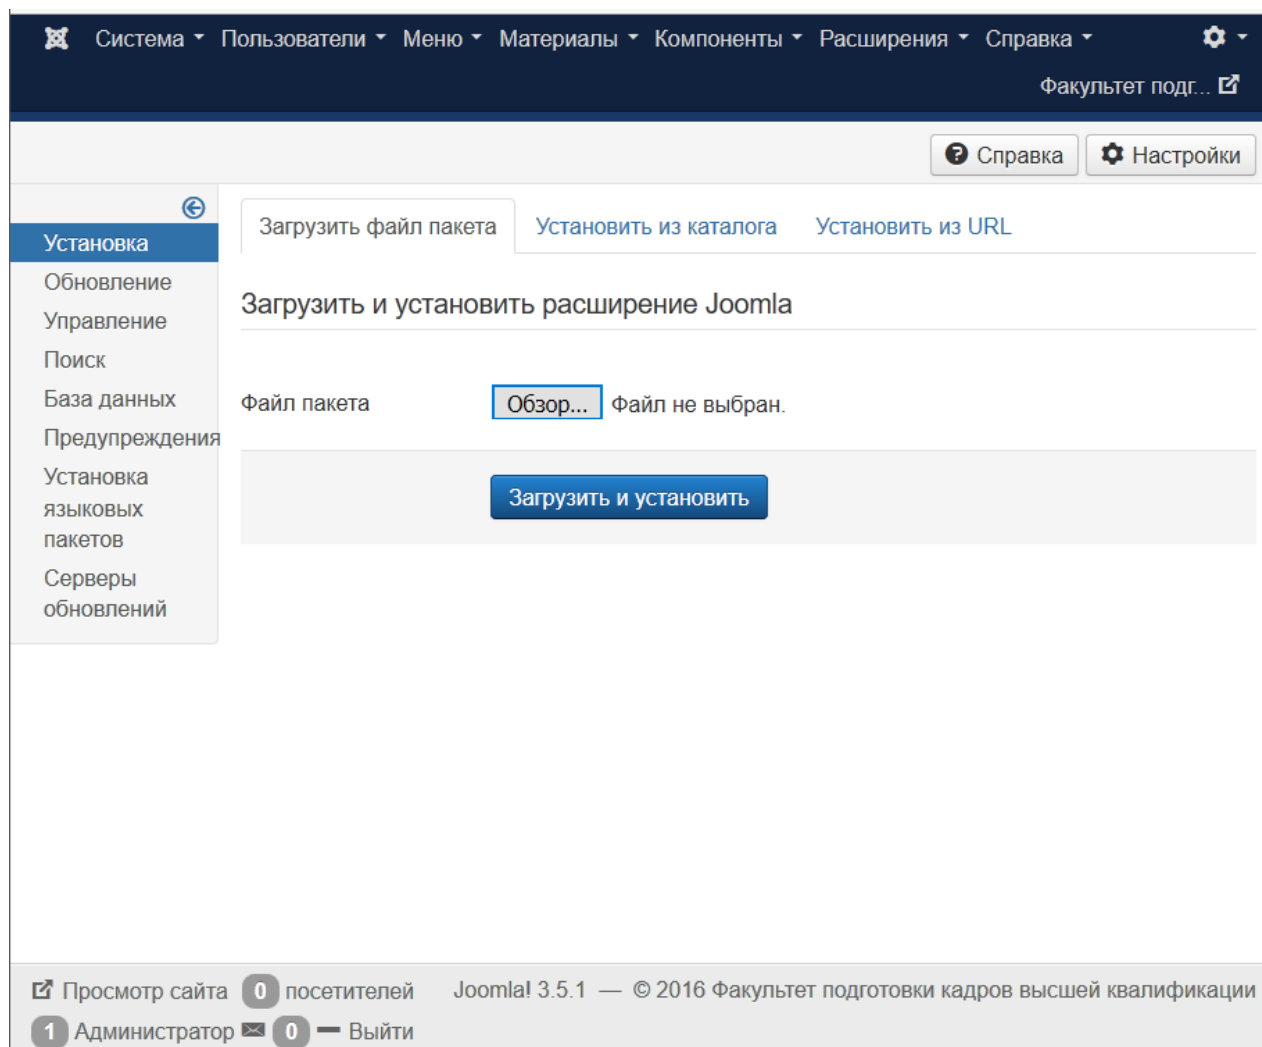 Система Пользователи Меню Материалы Компоненты Расширения Справка
Факультет подг...
Справка Настройки
Загрузить файл пакета Установить из каталога Установить из URL
Установка
Обновление
Управление
Поиск
База данных
Предупреждения
Установка
языковых
пакетов
Серверы
обновлений
Загрузить и установить расширение Joomla
Файл пакета Обзор... Файл не выбран.
Загрузить и установить
Просмотр сайта 0 посетителей Joomla! 3.5.1 — © 2016 Факультет подготовки кадров высшей квалификации
1 Администратор 0 Выйти